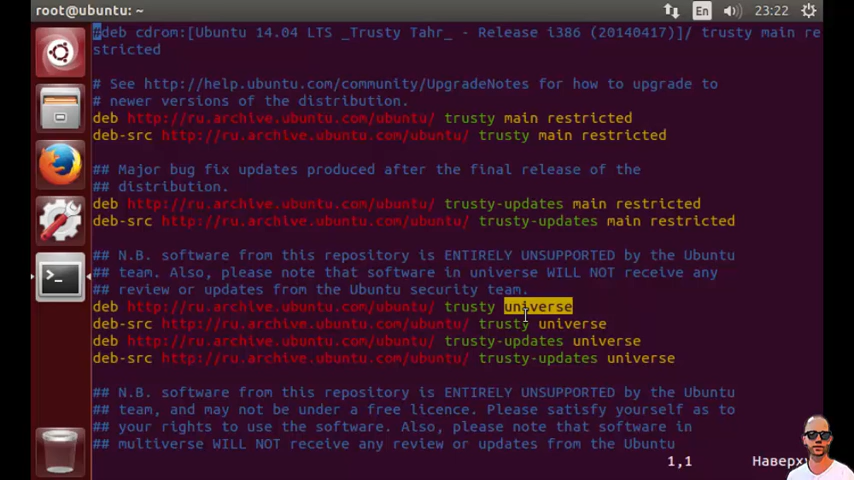 root@ubuntu: ~
En
23:22
#deb cdrom:[Ubuntu 14.04 LTS _Trusty Tahr_ - Release i386 (20140417)]/ trusty main re
stricted
# See http://help.ubuntu.com/community/UpgradeNotes for how to upgrade to
# newer versions of the distribution.
deb http://ru.archive.ubuntu.com/ubuntu/ trusty main restricted
deb-src http://ru.archive.ubuntu.com/ubuntu/ trusty main restricted
## Major bug fix updates produced after the final release of the
## distribution.
deb http://ru.archive.ubuntu.com/ubuntu/ trusty-updates main restricted
deb-src http://ru.archive.ubuntu.com/ubuntu/ trusty-updates main restricted
## N.B. software from this repository is ENTIRELY UNSUPPORTED by the Ubuntu
## team. Also, please note that software in universe WILL NOT receive any
## review or updates from the Ubuntu security team.
deb http://ru.archive.ubuntu.com/ubuntu/ trusty universe
deb-src http://ru.archive.ubuntu.com/ubuntu/ trusty universe
deb http://ru.archive.ubuntu.com/ubuntu/ trusty-updates universe
deb-src http://ru.archive.ubuntu.com/ubuntu/ trusty-updates universe
## N.B. software from this repository is ENTIRELY UNSUPPORTED by the Ubuntu
## team, and may not be under a free licence. Please satisfy yourself as to
## your rights to use the software. Also, please note that software in
## multiverse WILL NOT receive any review or updates from the Ubuntu
1,1